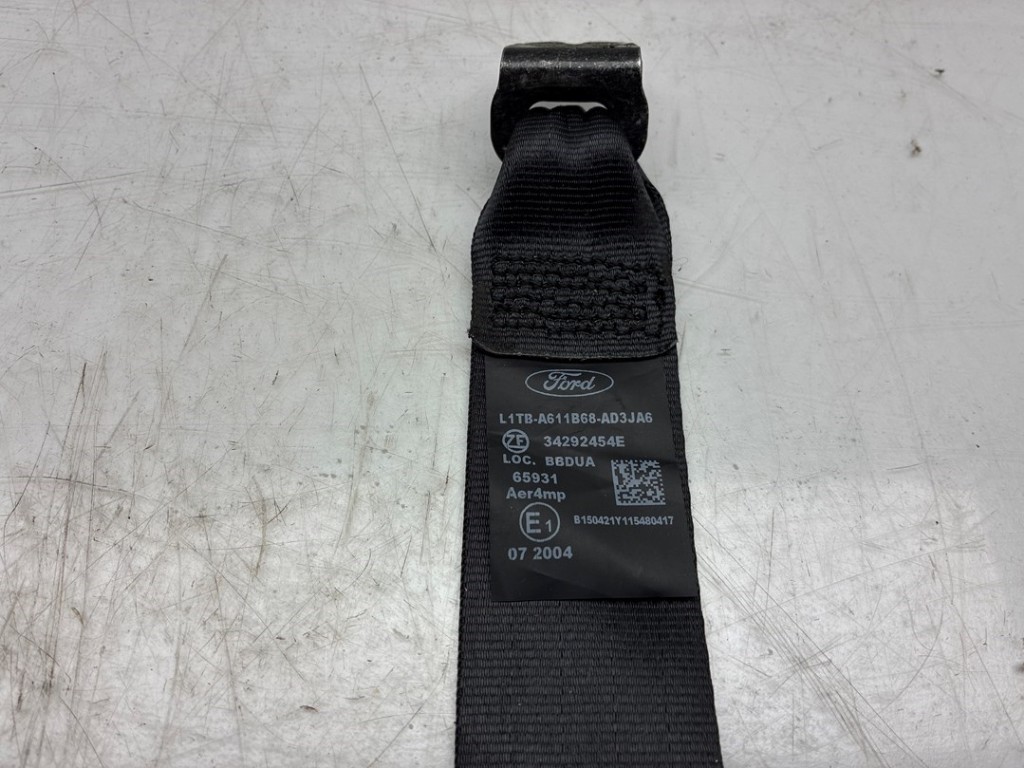 Ford
L1TB-A611B68-AD3JA6
ZF 34292454E
LOC. BBDUA
65931
Aer4mp
E1
B150421Y115480417
07 2004